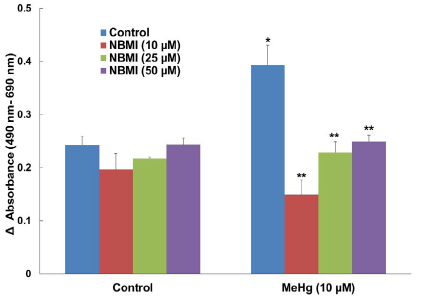 0.5
0.4
0.3
0.2
0.1
0
Δ Absorbance (490 nm- 690 nm)
Control
NBMI (10 µM)
NBMI (25 µM)
NBMI (50 µM)
*
**
**
**
Control
MeHg (10 µM)